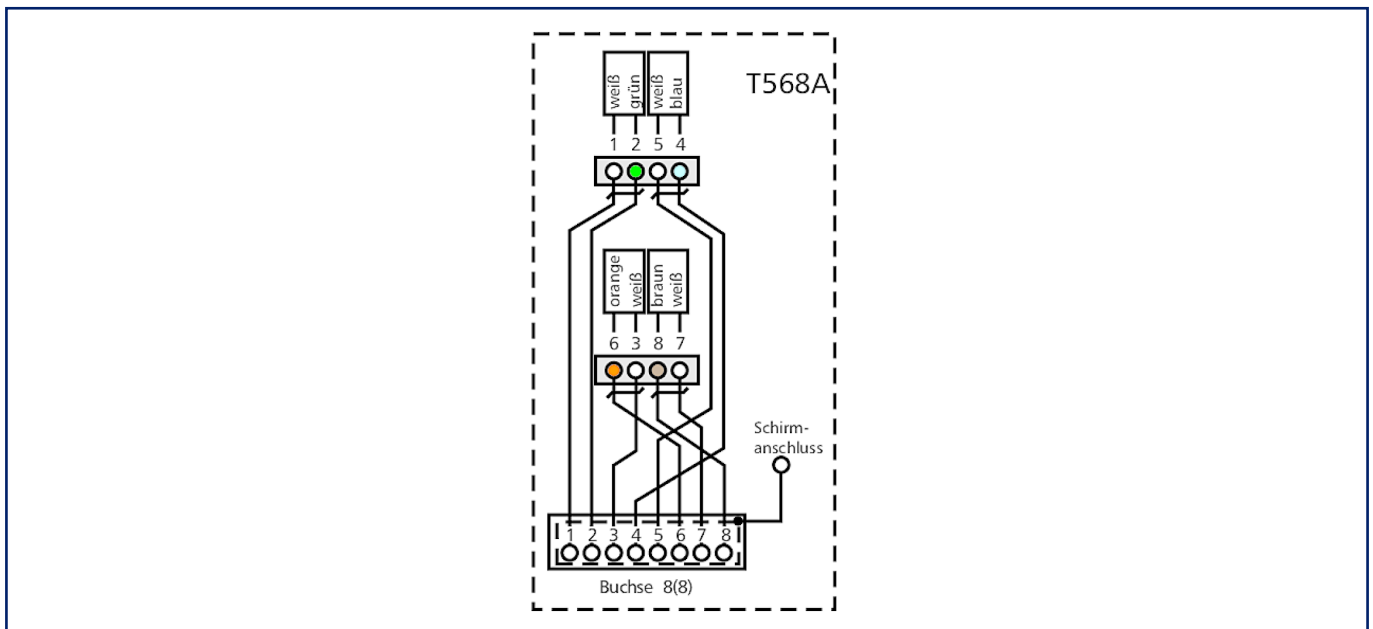 T568A
weiß grün weiß blau
1 2 5 4
orange weiß braun weiß
6 3 8 7
Schirm-
anschluss
1 2 3 4 5 6 7 8
Buchse 8(8)